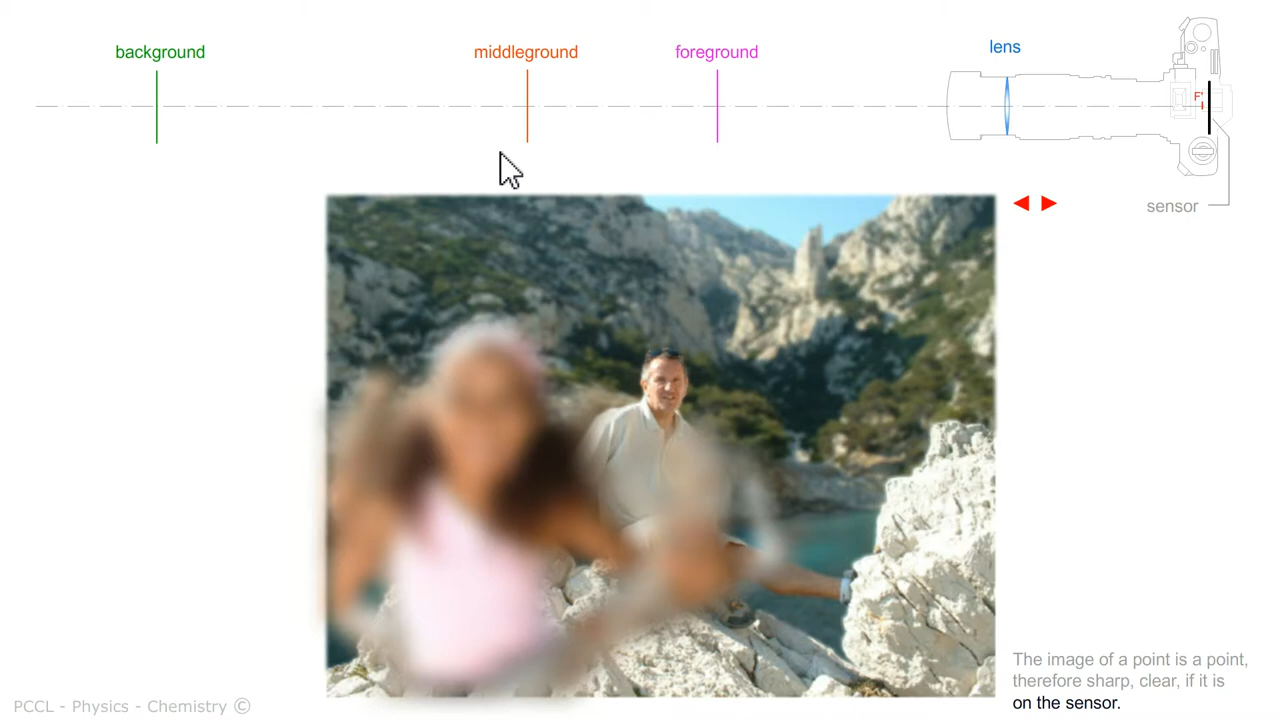 background
middleground
foreground
lens
F'
sensor
The image of a point is a point,
therefore sharp, clear, if it is
on the sensor.
PCCL - Physics - Chemistry ©